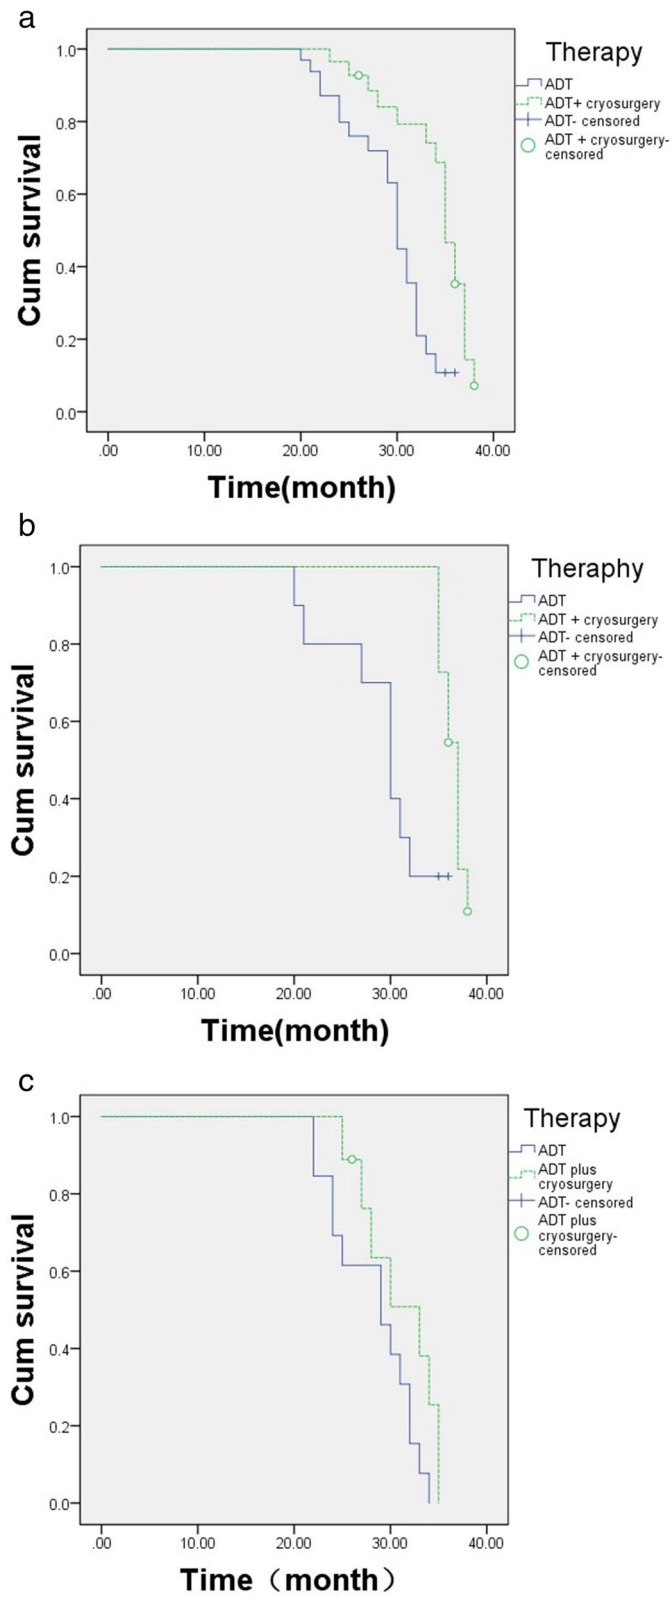 a
Therapy
ADT
ADT+ cryosurgery
ADT- censored
ADT + cryosurgery-
censored
Cum survival
1.0
0.8
0.6
0.4
0.2
0.0
.00 10.00 20.00 30.00 40.00
Time(month)
b
Theraphy
ADT
ADT + cryosurgery
ADT- censored
ADT + cryosurgery-
censored
Cum survival
1.0
0.8
0.6
0.4
0.2
0.0
.00 10.00 20.00 30.00 40.00
Time(month)
c
Therapy
ADT
ADT plus
cryosurgery
ADT- censored
ADT plus
cryosurgery-
censored
Cum survival
1.0
0.8
0.6
0.4
0.2
0.0
.00 10.00 20.00 30.00 40.00
Time（month）